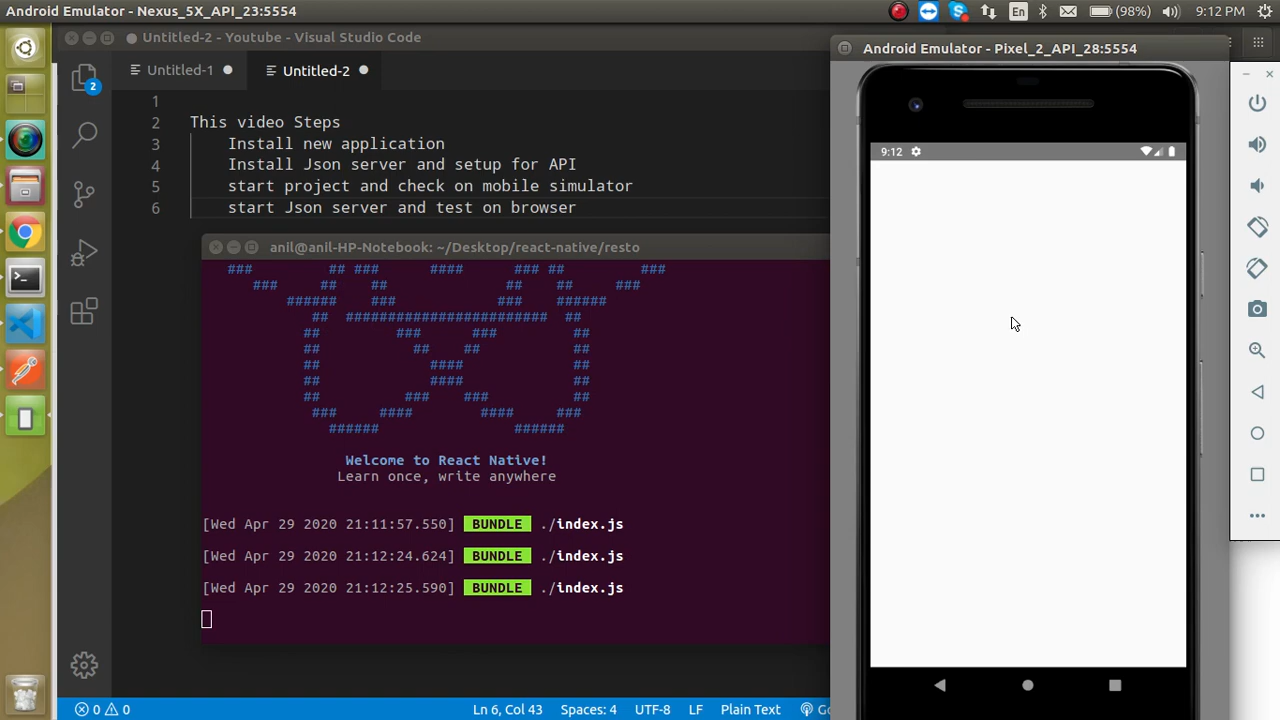 Android Emulator - Nexus_5X_API_23:5554
En
(98%)
9:12 PM
Untitled-2 - Youtube - Visual Studio Code
Android Emulator - Pixel_2_API_28:5554
2
Untitled-1
Untitled-2
1
2 This video Steps
3 Install new application
4 Install Json server and setup for API
5 start project and check on mobile simulator
6 start Json server and test on browser
9:12
anil@anil-HP-Notebook: ~/Desktop/react-native/resto
### ## ### #### ### ## ###
### ## ## ## ## ###
###### ### ### ######
## ######################## ##
## ### ### ##
## ## ## ##
## #### ##
## #### ##
## ### ### ##
### #### #### ###
###### ######
Welcome to React Native!
Learn once, write anywhere
[Wed Apr 29 2020 21:11:57.550] BUNDLE ./index.js
[Wed Apr 29 2020 21:12:24.624] BUNDLE ./index.js
[Wed Apr 29 2020 21:12:25.590] BUNDLE ./index.js
0 0
Ln 6, Col 43
Spaces: 4
UTF-8
LF
Plain Text